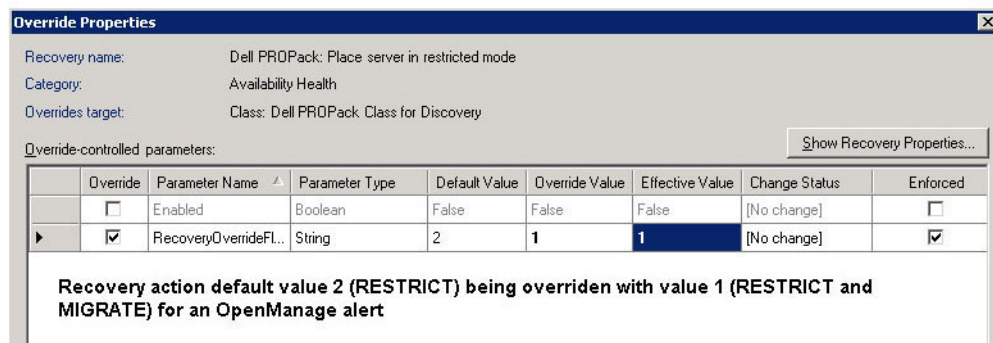 Override Properties
Recovery name: Dell PROPack: Place server in restricted mode
Category: Availability Health
Overrides target: Class: Dell PROPack Class for Discovery
Override-controlled parameters:
Show Recovery Properties...
Override Parameter Name Parameter Type Default Value Override Value Effective Value Change Status Enforced
Enabled Boolean False False False [No change]
RecoveryOverrideFl... String 2 1 1 [No change]
Recovery action default value 2 (RESTRICT) being overriden with value 1 (RESTRICT and
MIGRATE) for an OpenManage alert